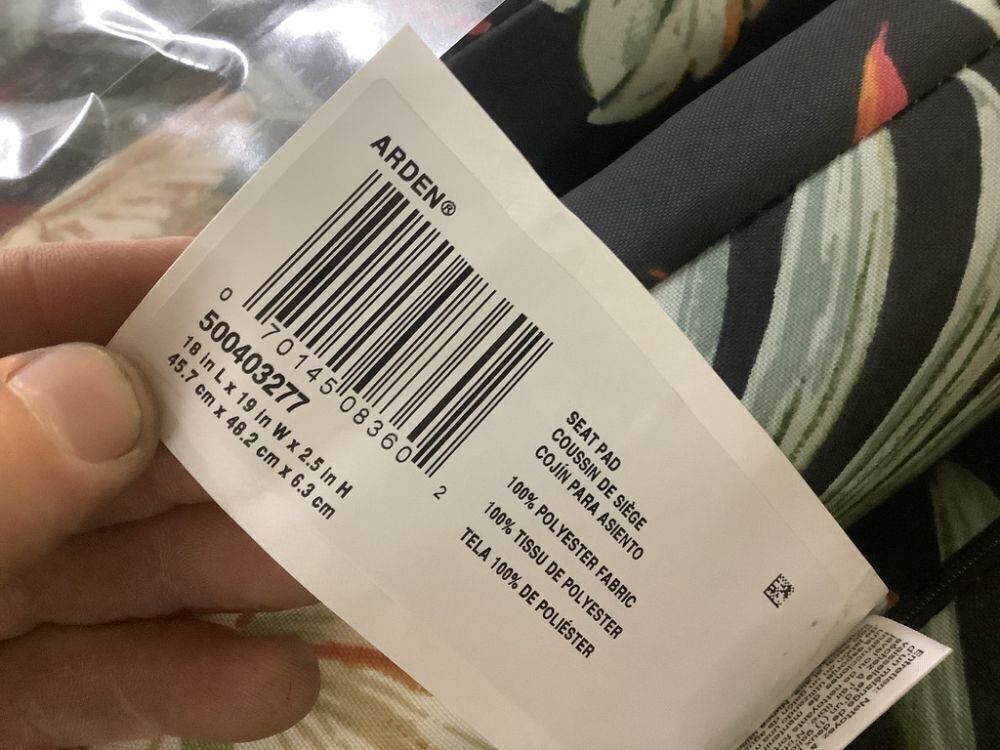 ARDEN®
0 70145 08360 2
500403277
18 in L x 19 in W x 2.5 in H
45.7 cm x 48.2 cm x 6.3 cm
SEAT PAD
COUSSIN DE SIÈGE
COJÍN PARA ASIENTO
100% POLYESTER FABRIC
100% TISSU DE POLYESTER
TELA 100% DE POLIÉSTER
Entretien: Nettoyez